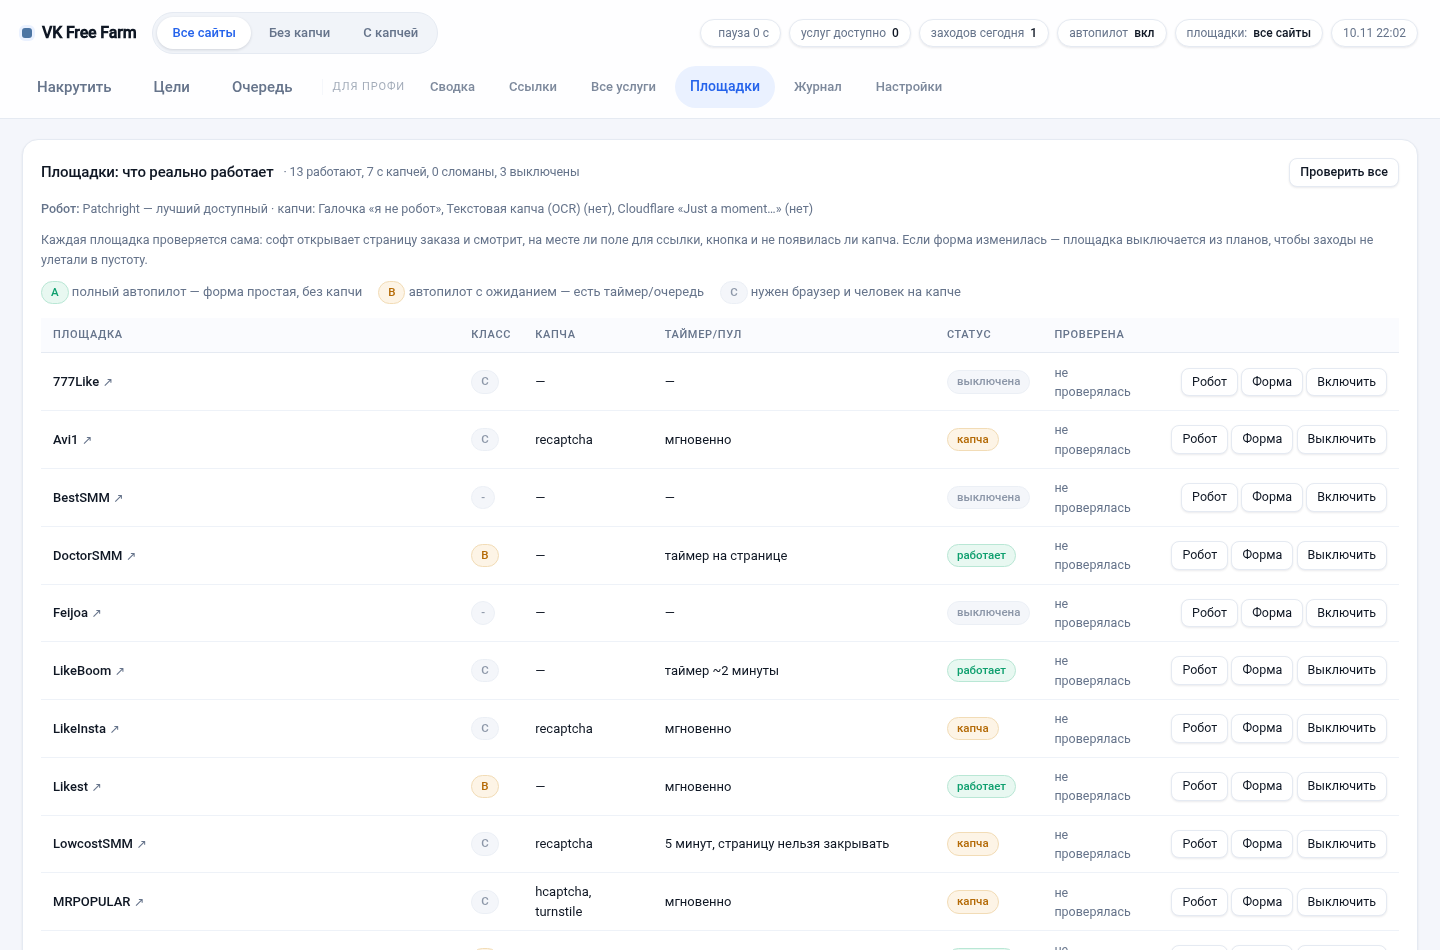 VK Free Farm
Все сайты
Без капчи
С капчей
пауза 0 с
услуг доступно 0
заходов сегодня 1
автопилот вкл
площадки: все сайты
10.11 22:02
Накрутить
Цели
Очередь
ДЛЯ ПРОФИ
Сводка
Ссылки
Все услуги
Площадки
Журнал
Настройки
Площадки: что реально работает · 13 работают, 7 с капчей, 0 сломаны, 3 выключены
Проверить все
Робот: Patchright — лучший доступный · капчи: Галочка «я не робот», Текстовая капча (OCR) (нет), Cloudflare «Just a moment…» (нет)
Каждая площадка проверяется сама: софт открывает страницу заказа и смотрит, на месте ли поле для ссылки, кнопка и не появилась ли капча. Если форма изменилась — площадка выключается из планов, чтобы заходы не
улетали в пустоту.
A полный автопилот — форма простая, без капчи B автопилот с ожиданием — есть таймер/очередь C нужен браузер и человек на капче
ПЛОЩАДКА КЛАСС КАПЧА ТАЙМЕР/ПУЛ СТАТУС ПРОВЕРЕНА
777Like ↗ C — — выключена не
проверялась Робот Форма Включить
Avi1 ↗ C recaptcha мгновенно капча не
проверялась Робот Форма Выключить
BestSMM ↗ - — — выключена не
проверялась Робот Форма Включить
DoctorSMM ↗ B — таймер на странице работает не
проверялась Робот Форма Выключить
Feijoa ↗ - — — выключена не
проверялась Робот Форма Включить
LikeBoom ↗ C — таймер ~2 минуты работает не
проверялась Робот Форма Выключить
LikeInsta ↗ C recaptcha мгновенно капча не
проверялась Робот Форма Выключить
Likest ↗ B — мгновенно работает не
проверялась Робот Форма Выключить
LowcostSMM ↗ C recaptcha 5 минут, страницу нельзя закрывать капча не
проверялась Робот Форма Выключить
MRPOPULAR ↗ C hcaptcha,
turnstile мгновенно капча не
проверялась Робот Форма Выключить